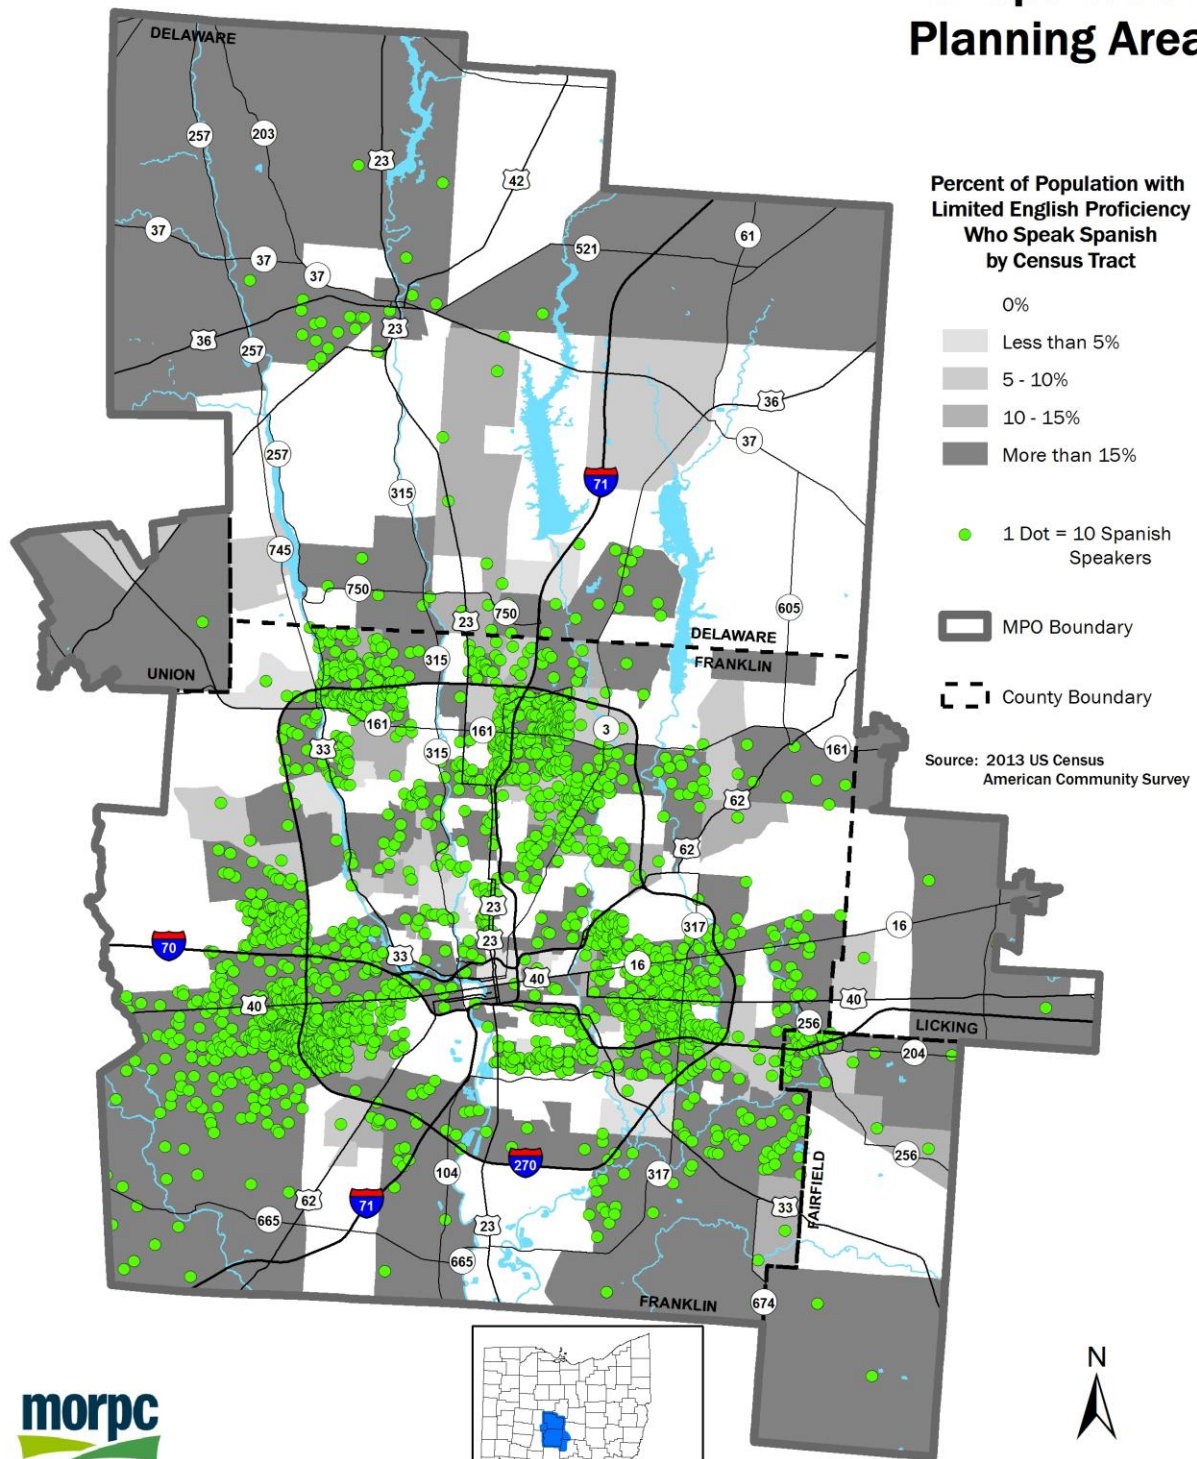 Planning Area
Percent of Population with
Limited English Proficiency
Who Speak Spanish
by Census Tract
0%
Less than 5%
5 - 10%
10 - 15%
More than 15%
1 Dot = 10 Spanish
Speakers
MPO Boundary
County Boundary
Source: 2013 US Census
American Community Survey
DELAWARE
257
203
23
42
37
37
37
521
61
36
257
23
36
37
257
315
71
745
750
750
23
605
DELAWARE
FRANKLIN
UNION
315
161
161
3
161
33
315
62
62
23
317
16
70
33
23
16
40
40
40
256
LICKING
204
256
104
270
317
62
71
33
FAIRFIELD
665
23
665
FRANKLIN
674
N
morpc